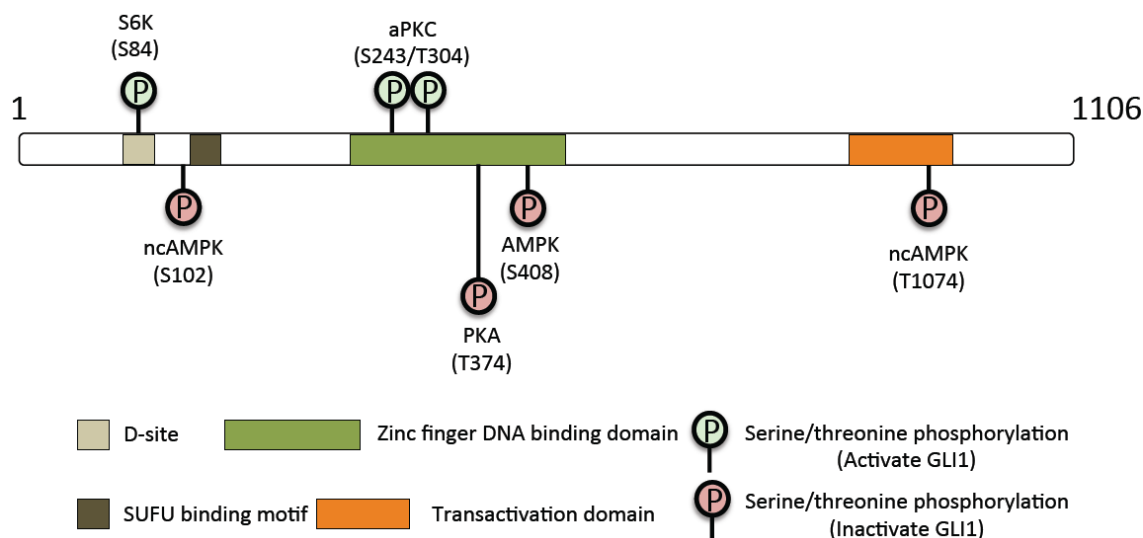 S6K
(S84)
aPKC
(S243/T304)
P
P
P
1
1106
P
ncAMPK
(S102)
P
AMPK
(S408)
P
ncAMPK
(T1074)
P
PKA
(T374)
D-site
Zinc finger DNA binding domain
P
Serine/threonine phosphorylation
(Activate GLI1)
SUFU binding motif
Transactivation domain
P
Serine/threonine phosphorylation
(Inactivate GLI1)